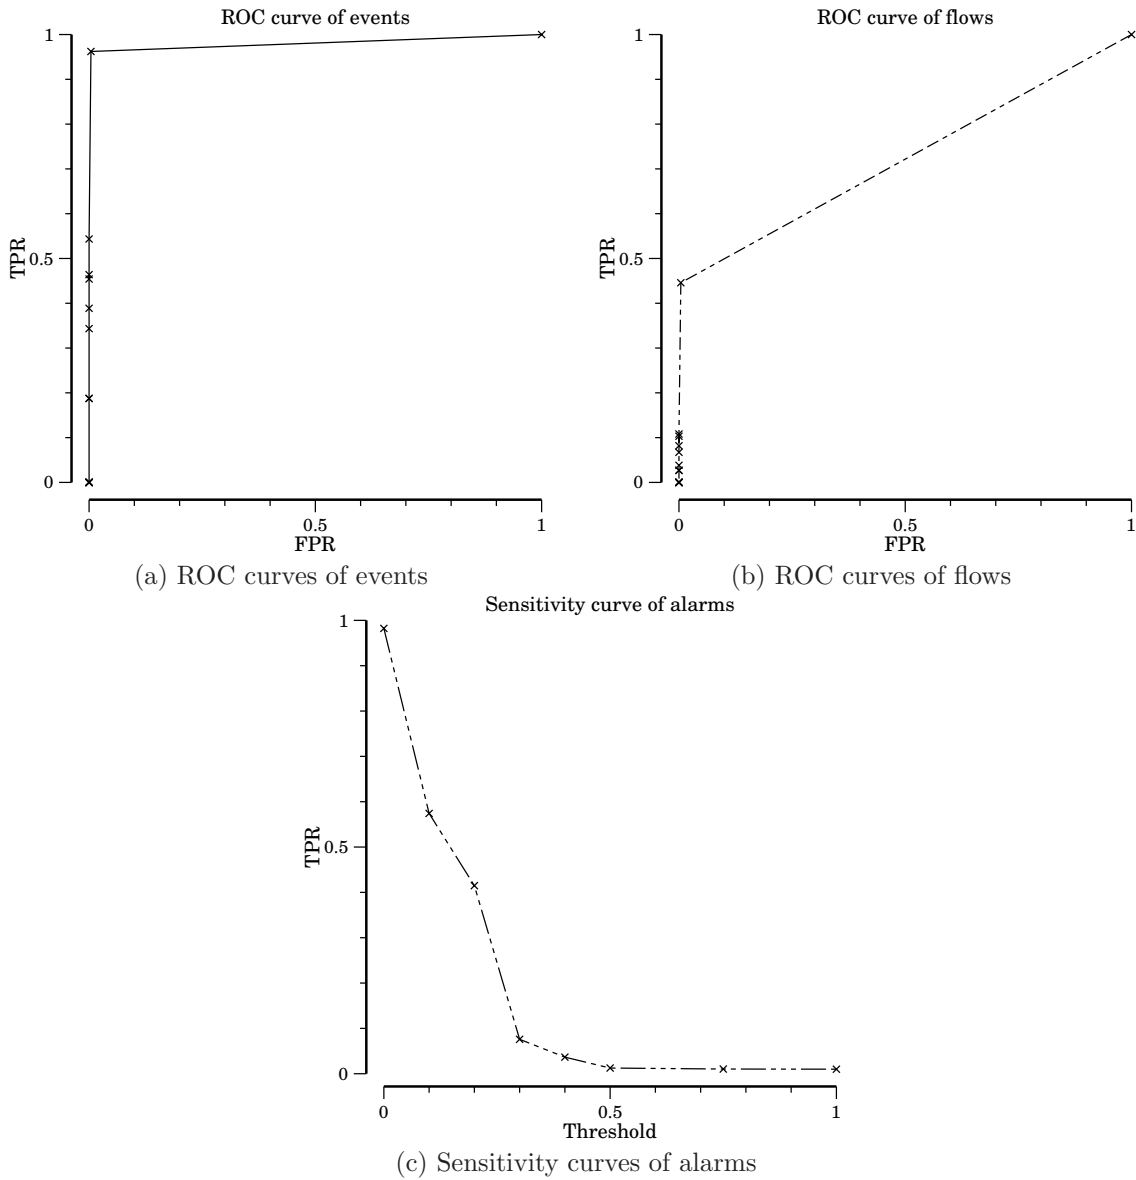 ROC curve of events
1
TPR
0.5
0
0
0.5
1
FPR
(a) ROC curves of events
ROC curve of flows
1
TPR
0.5
0
0
0.5
1
FPR
(b) ROC curves of flows
Sensitivity curve of alarms
1
TPR
0.5
0
0
0.5
1
Threshold
(c) Sensitivity curves of alarms